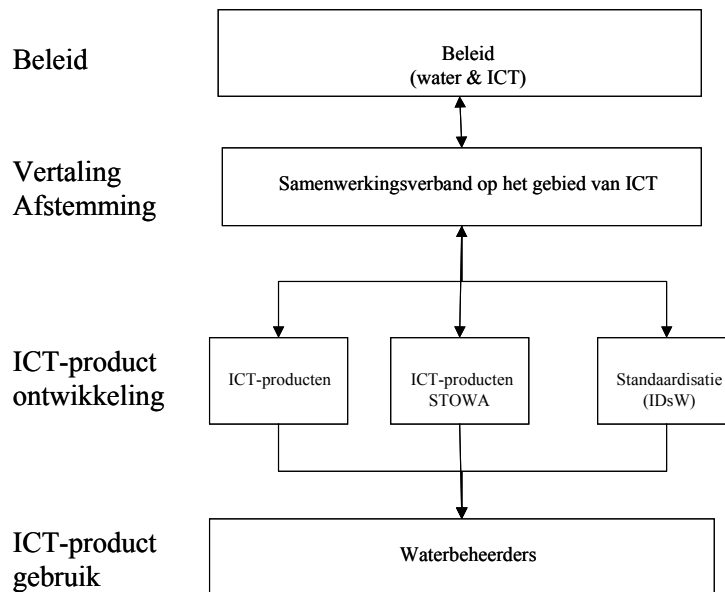 Beleid
Beleid
(water & ICT)
Vertaling
Afstemming
Samenwerkingsverband op het gebied van ICT
ICT-product
ontwikkeling
ICT-producten
ICT-producten
STOWA
Standaardisatie
(IDsW)
ICT-product
gebruik
Waterbeheerders